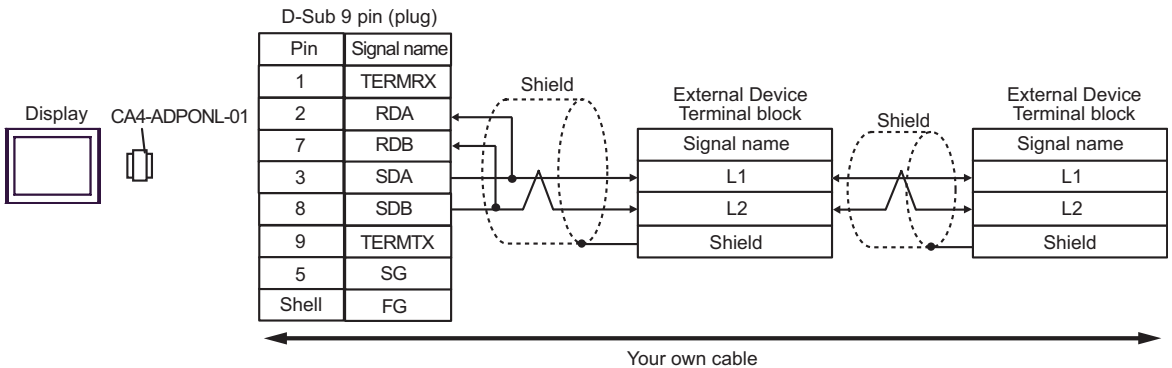 D-Sub 9 pin (plug)
Display
CA4-ADPONL-01
Pin Signal name
1 TERMRX
2 RDA
7 RDB
3 SDA
8 SDB
9 TERMTX
5 SG
Shell FG
Shield
External Device
Terminal block
Signal name
L1
L2
Shield
Shield
External Device
Terminal block
Signal name
L1
L2
Shield
Your own cable